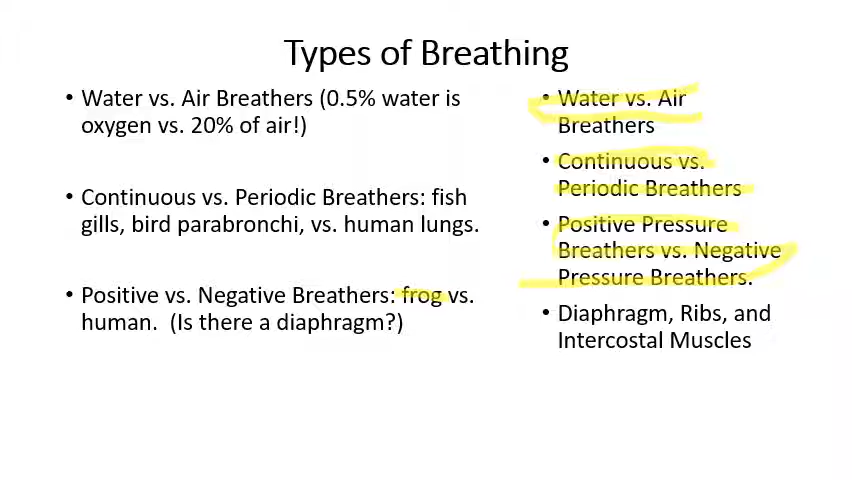 Types of Breathing
• Water vs. Air Breathers (0.5% water is
oxygen vs. 20% of air!)
• Continuous vs. Periodic Breathers: fish
gills, bird parabronchi, vs. human lungs.
• Positive vs. Negative Breathers: frog vs.
human.  (Is there a diaphragm?)
• Water vs. Air
Breathers
• Continuous vs.
Periodic Breathers
• Positive Pressure
Breathers vs. Negative
Pressure Breathers.
• Diaphragm, Ribs, and
Intercostal Muscles